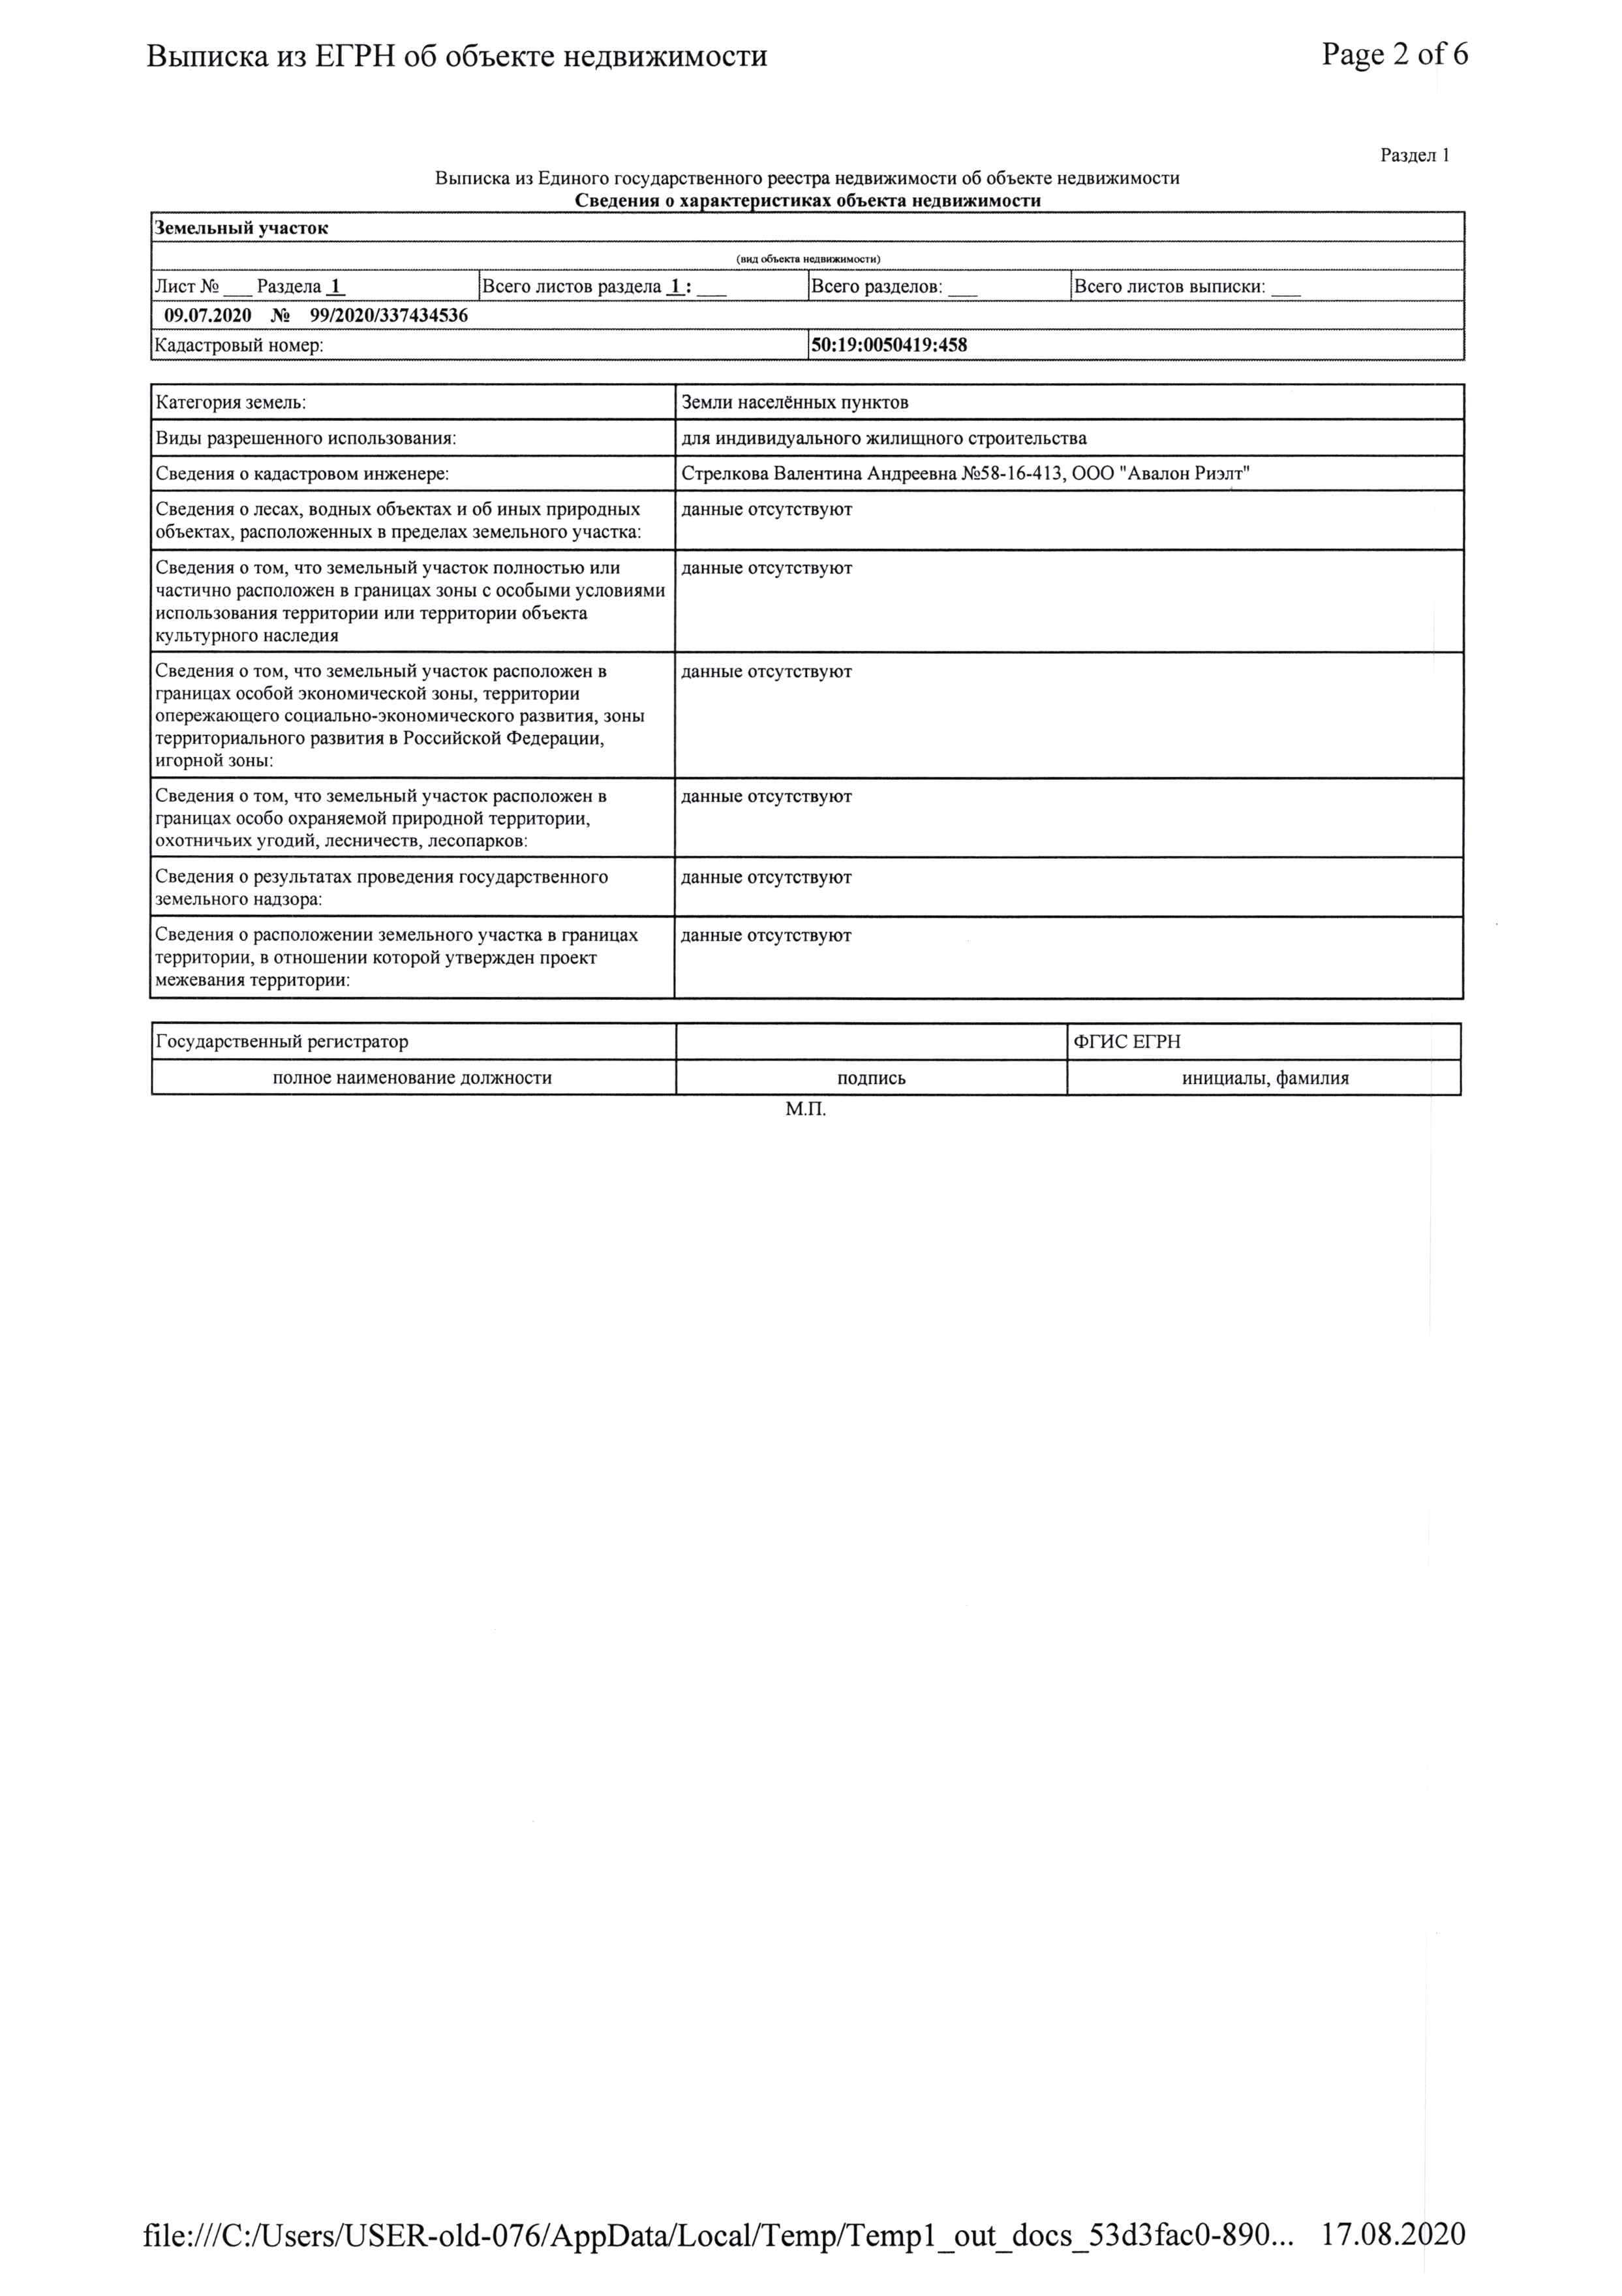 Выписка из ЕГРН об объекте недвижимости Page 2 of 6
Раздел 1
Выписка из Единого государственного реестра недвижимости об объекте недвижимости
Сведения о характеристиках объекта недвижимости
Земельный участок
(вид объекта недвижимости)
Лист № ___ Раздела 1 Всего листов раздела 1 : ___ Всего разделов: ___ Всего листов выписки: ___
09.07.2020 № 99/2020/337434536
Кадастровый номер: 50:19:0050419:458
Категория земель: Земли населённых пунктов
Виды разрешенного использования: для индивидуального жилищного строительства
Сведения о кадастровом инженере: Стрелкова Валентина Андреевна №58-16-413, ООО "Авалон Риэлт"
Сведения о лесах, водных объектах и об иных природных данные отсутствуют
объектах, расположенных в пределах земельного участка:
Сведения о том, что земельный участок полностью или данные отсутствуют
частично расположен в границах зоны с особыми условиями
использования территории или территории объекта
культурного наследия
Сведения о том, что земельный участок расположен в данные отсутствуют
границах особой экономической зоны, территории
опережающего социально-экономического развития, зоны
территориального развития в Российской Федерации,
игорной зоны:
Сведения о том, что земельный участок расположен в данные отсутствуют
границах особо охраняемой природной территории,
охотничьих угодий, лесничеств, лесопарков:
Сведения о результатах проведения государственного данные отсутствуют
земельного надзора:
Сведения о расположении земельного участка в границах данные отсутствуют
территории, в отношении которой утвержден проект
межевания территории:
Государственный регистратор ФГИС ЕГРН
полное наименование должности подпись инициалы, фамилия
М.П.
file:///C:/Users/USER-old-076/AppData/Local/Temp/Temp1_out_docs_53d3fac0-890... 17.08.2020